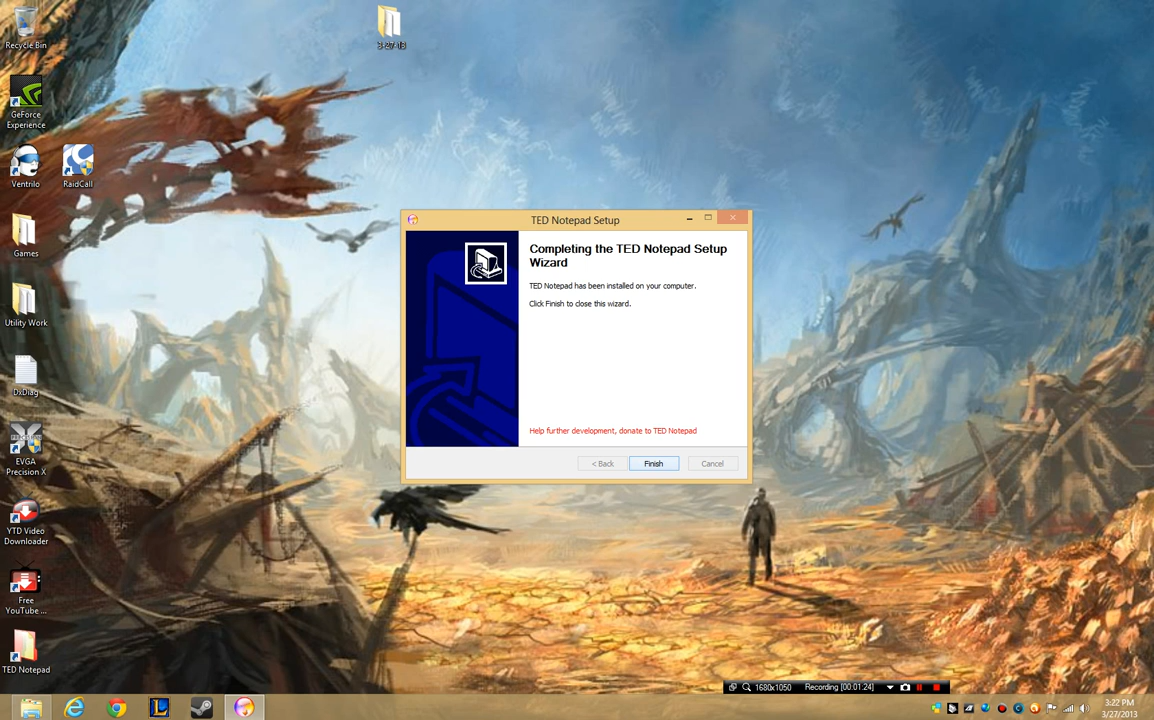 Recycle Bin
3-27-13
GeForce
Experience
Ventrilo
RaidCall
Games
Utility Work
DxDiag
EVGA
Precision X
YTD Video
Downloader
Free
YouTube ...
TED Notepad
TED Notepad Setup
Completing the TED Notepad Setup
Wizard
TED Notepad has been installed on your computer.
Click Finish to close this wizard.
Help further development, donate to TED Notepad
< Back
Finish
Cancel
1680x1050
Recording [00:01:24]
3:22 PM
3/27/2013